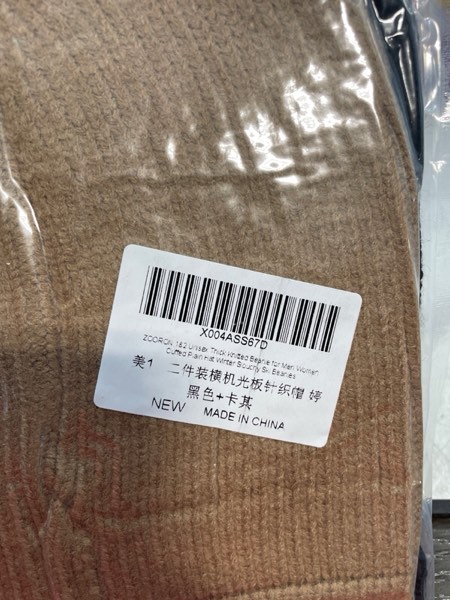 X004ASS67D
ZOORON 1&2 Unisex Thick Knitted Beanie for Men Women
Cuffed Plain Hat Winter Slouchy Ski Beanies
美1 二件装横机光板针织帽 婷
黑色+卡其
NEW MADE IN CHINA